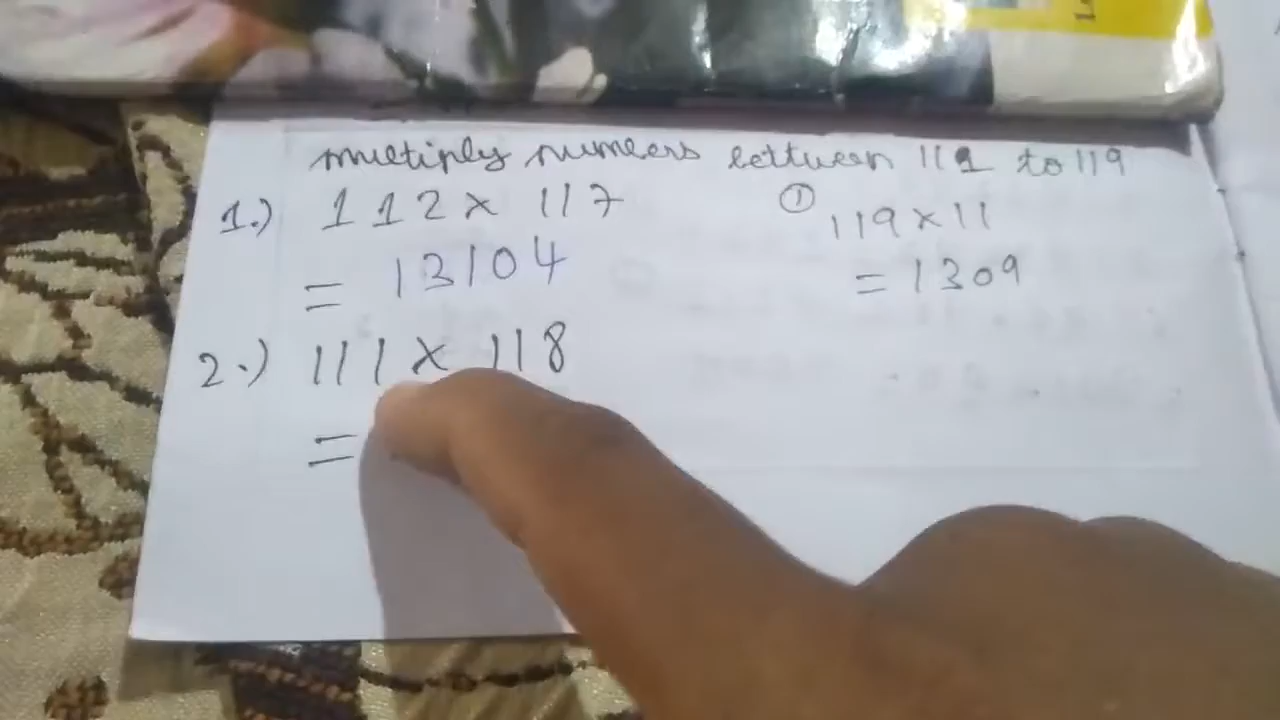 multiply numbers between 111 to 119
1.) 112 x 117
= 13104
2.) 111 x 118
=
① 119 x 11
= 1309